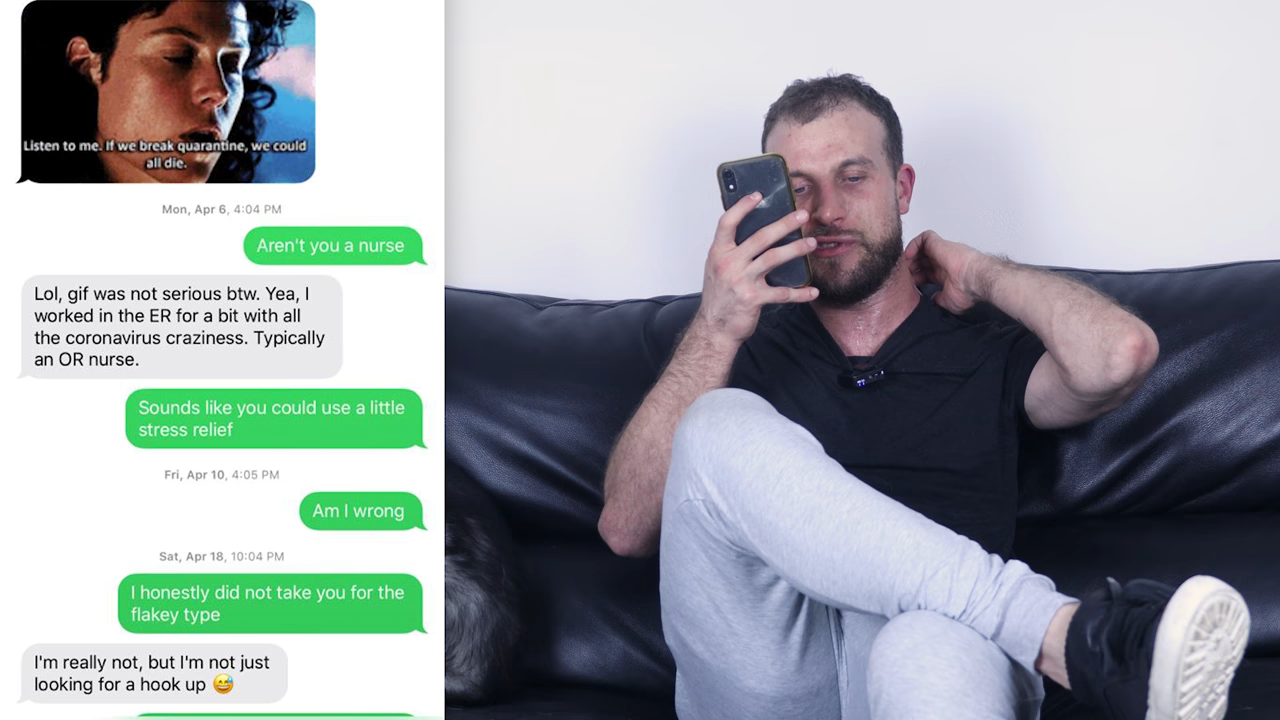 Listen to me. If we break quarantine, we could
all die.
Mon, Apr 6, 4:04 PM
Aren't you a nurse
Lol, gif was not serious btw. Yea, I
worked in the ER for a bit with all
the coronavirus craziness. Typically
an OR nurse.
Sounds like you could use a little
stress relief
Fri, Apr 10, 4:05 PM
Am I wrong
Sat, Apr 18, 10:04 PM
I honestly did not take you for the
flakey type
I'm really not, but I'm not just
looking for a hook up 😅